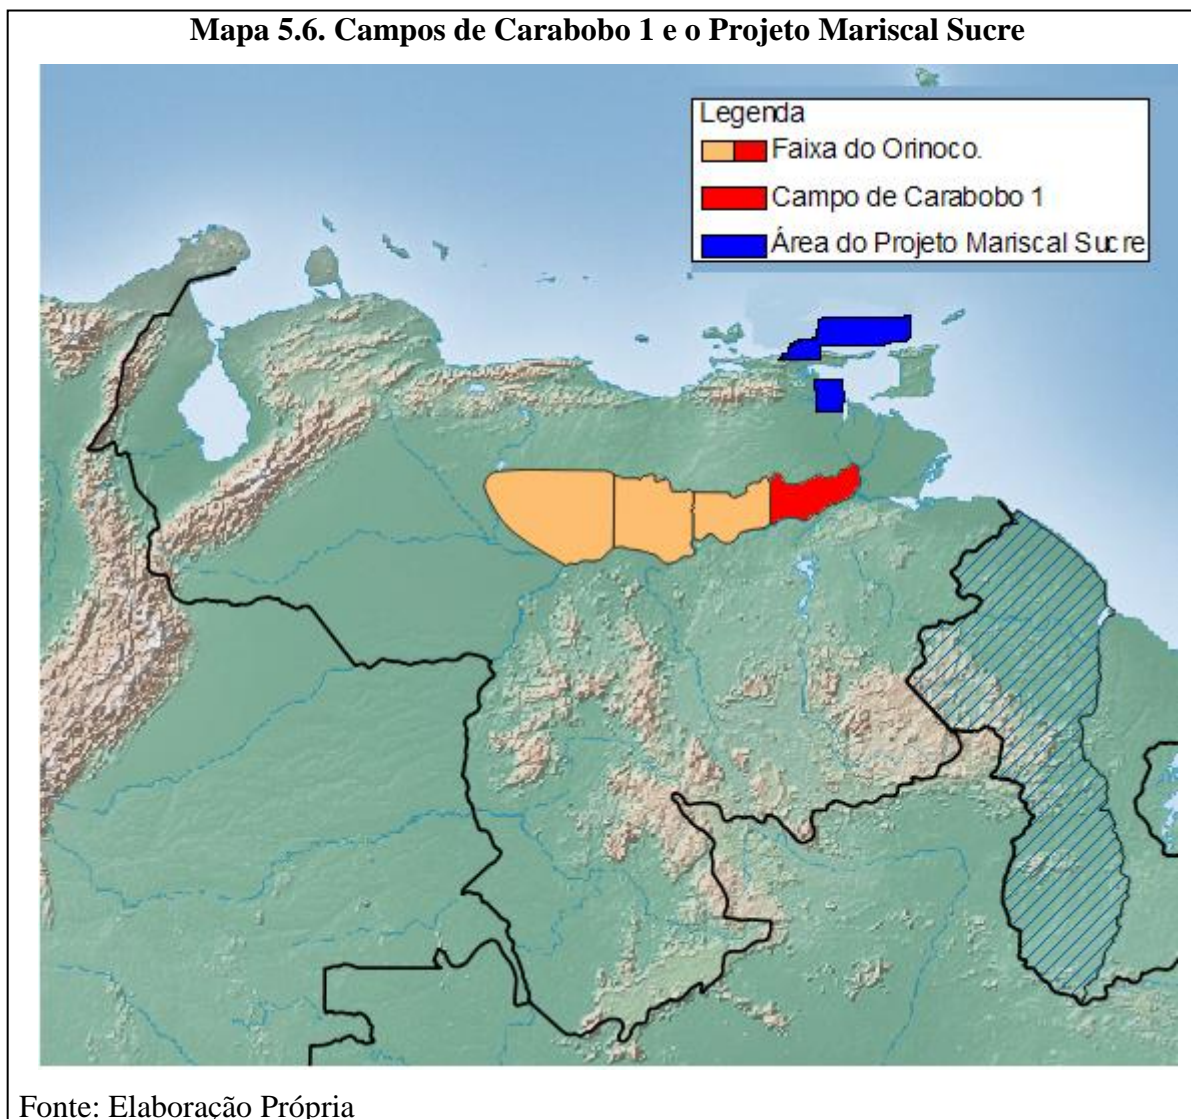 Mapa 5.6. Campos de Carabobo 1 e o Projeto Mariscal Sucre
Legenda
Faixa do Orinoco.
Campo de Carabobo 1
Área do Projeto Mariscal Sucre
Fonte: Elaboração Própria